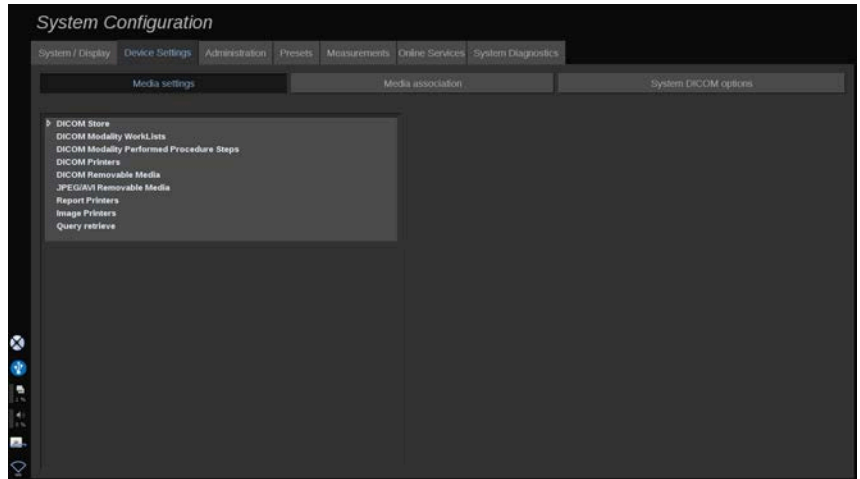 System Configuration
System / Display Device Settings Administration Presets Measurements Online Services System Diagnostics
Media settings Media association System DICOM options
DICOM Store
DICOM Modality WorkLists
DICOM Modality Performed Procedure Steps
DICOM Printers
DICOM Removable Media
JPEG/AVI Removable Media
Report Printers
Image Printers
Query retrieve